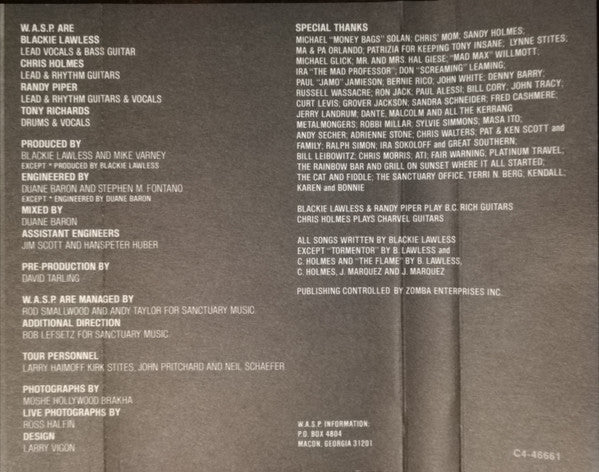 W.A.S.P. ARE
BLACKIE LAWLESS
LEAD VOCALS & BASS GUITAR
CHRIS HOLMES
LEAD & RHYTHM GUITARS
RANDY PIPER
LEAD & RHYTHM GUITARS & VOCALS
TONY RICHARDS
DRUMS & VOCALS
PRODUCED BY
BLACKIE LAWLESS AND MIKE VARNEY
EXCEPT * PRODUCED BY BLACKIE LAWLESS
ENGINEERED BY
DUANE BARON AND STEPHEN M. FONTANO
EXCEPT * ENGINEERED BY DUANE BARON
MIXED BY
DUANE BARON
ASSISTANT ENGINEERS
JIM SCOTT AND HANSPETER HUBER
PRE-PRODUCTION BY
DAVID TARLING
W.A.S.P. ARE MANAGED BY
ROD SMALLWOOD AND ANDY TAYLOR FOR SANCTUARY MUSIC
ADDITIONAL DIRECTION
BOB LEFSETZ FOR SANCTUARY MUSIC
TOUR PERSONNEL
LARRY HAIMOFF KIRK STITES, JOHN PRITCHARD AND NEIL SCHAEFER
PHOTOGRAPHS BY
MOSHE HOLLYWOOD BRAKHA
LIVE PHOTOGRAPHS BY
ROSS HALFIN
DESIGN
LARRY VIGON
SPECIAL THANKS
MICHAEL "MONEY BAGS" SOLAN; CHRIS' MOM; SANDY HOLMES;
MA & PA ORLANDO; PATRIZIA FOR KEEPING TONY INSANE; LYNNE STITES;
MICHAEL GLICK; MR. AND MRS. HAL GIESE; "MAD MAX" WILLMOTT;
IRA "THE MAD PROFESSOR"; DON "SCREAMING" LEAMING;
PAUL "JAMO" JAMIESON; BERNIE RICO; JOHN WHITE; DENNY BARRY;
RUSSELL WASSACRE; RON JACK; PAUL ALESSI; BILL CORY; JOHN TRACY;
CURT LEVIS; GROVER JACKSON; SANDRA SCHNEIDER; FRED CASHMERE;
JERRY LANDRUM; DANTE, MALCOLM AND ALL THE KERRANG
METALMONGERS; ROBBI MILLAR; SYLVIE SIMMONS; MASA ITO;
ANDY SECHER; ADRIENNE STONE; CHRIS WALTERS; PAT & KEN SCOTT and
FAMILY; RALPH SIMON; IRA SOKOLOFF and GREAT SOUTHERN;
BILL LEIBOWITZ; CHRIS MORRIS; ATI; FAIR WARNING, PLATINUM TRAVEL;
THE RAINBOW BAR AND GRILL ON SUNSET WHERE IT ALL STARTED;
THE CAT AND FIDDLE; THE SANCTUARY OFFICE, TERRI N. BERG; KENDALL;
KAREN and BONNIE
BLACKIE LAWLESS & RANDY PIPER PLAY B.C. RICH GUITARS
CHRIS HOLMES PLAYS CHARVEL GUITARS
ALL SONGS WRITTEN BY BLACKIE LAWLESS
EXCEPT "TORMENTOR" BY B. LAWLESS and
C. HOLMES AND "THE FLAME" BY B. LAWLESS,
C. HOLMES, J. MARQUEZ AND J. MARQUEZ
PUBLISHING CONTROLLED BY ZOMBA ENTERPRISES INC.
W.A.S.P. INFORMATION:
P.O. BOX 4804
MACON, GEORGIA 31201
C4-46661